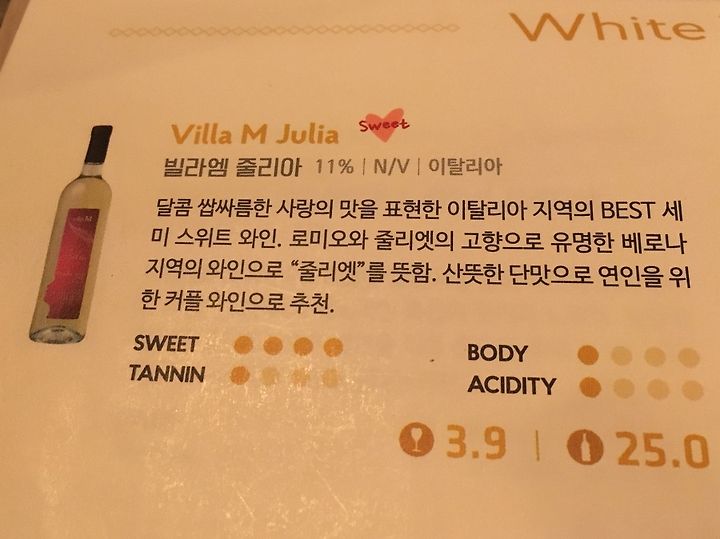 White
Villa M Julia Sweet
빌라엠 줄리아 11% | N/V | 이탈리아
달콤 쌉싸름한 사랑의 맛을 표현한 이탈리아 지역의 BEST 세
미 스위트 와인. 로미오와 줄리엣의 고향으로 유명한 베로나
지역의 와인으로 “줄리엣”를 뜻함. 산뜻한 단맛으로 연인을 위
한 커플 와인으로 추천.
SWEET
TANNIN
BODY
ACIDITY
3.9 | 25.0